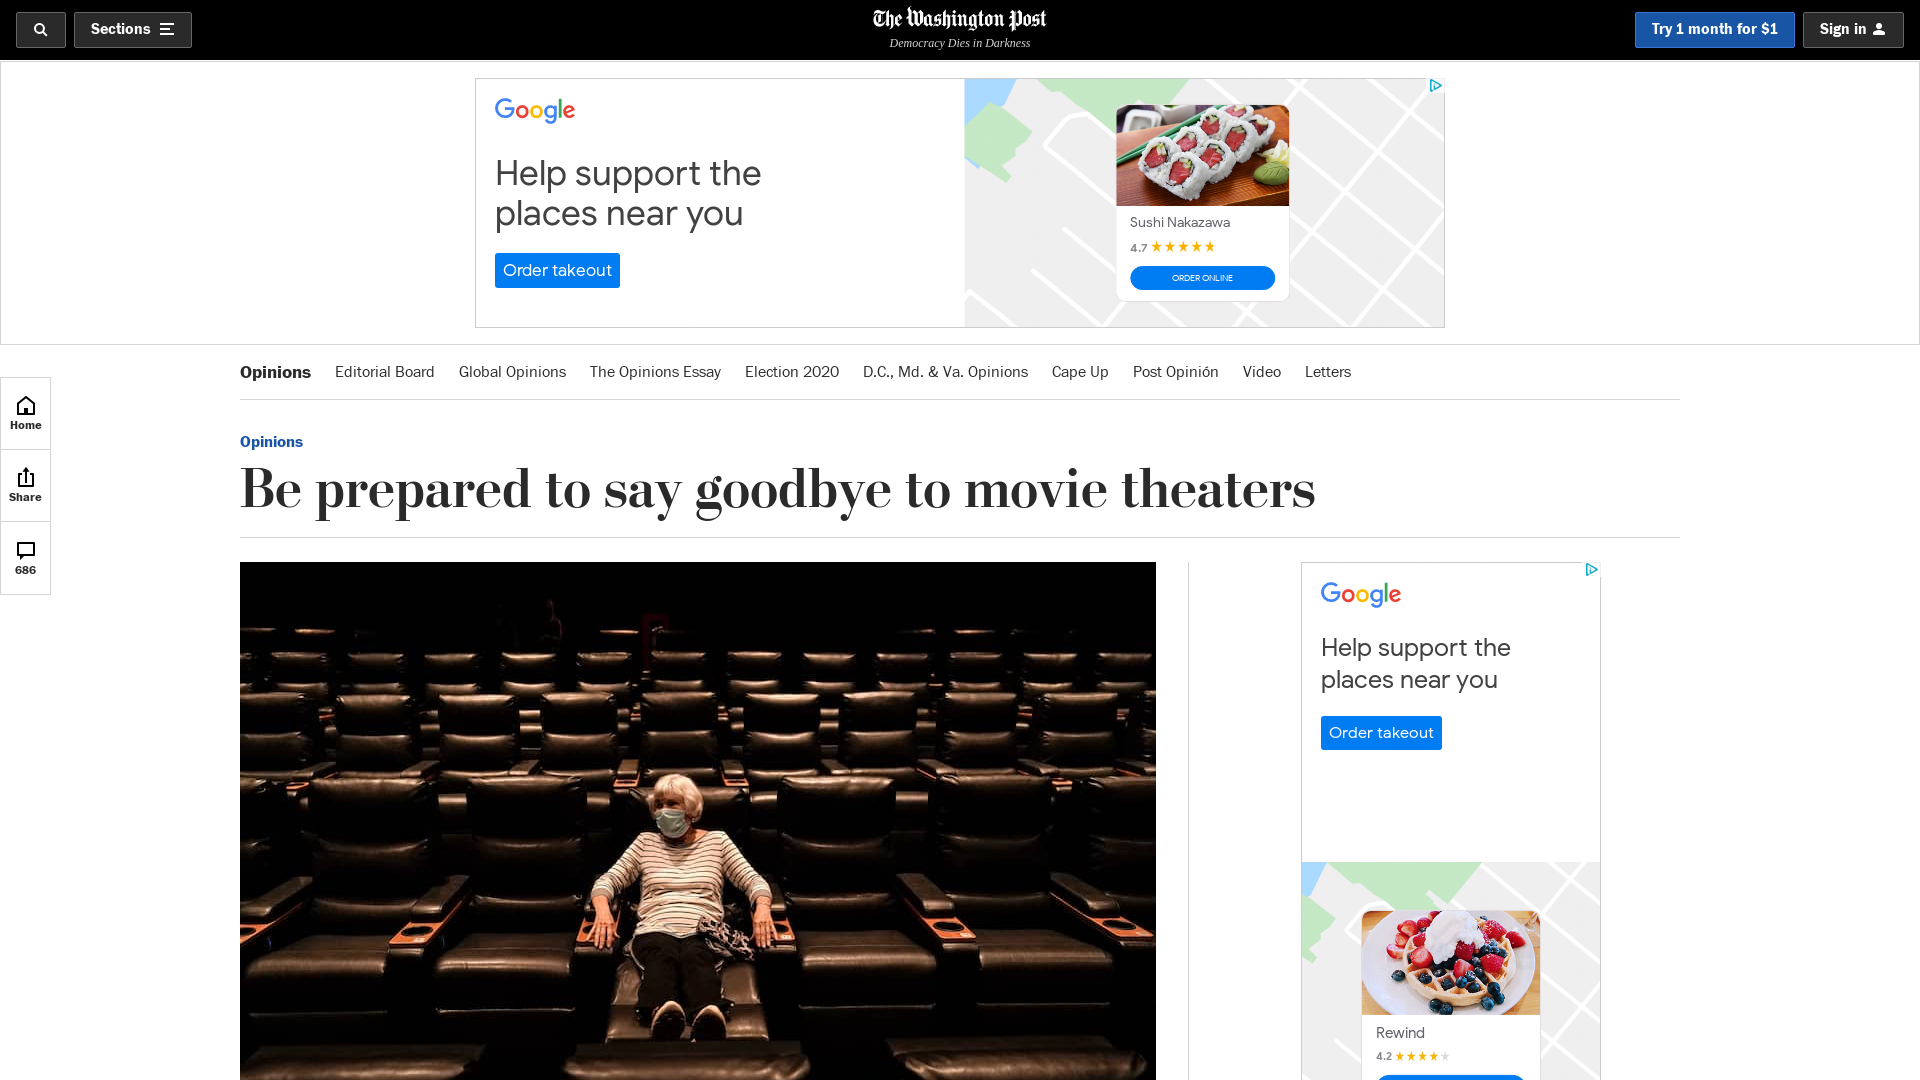 Sections
The Washington Post
Democracy Dies in Darkness
Try 1 month for $1
Sign in
Google
Help support the
places near you
Order takeout
Sushi Nakazawa
4.7
ORDER ONLINE
Opinions
Editorial Board
Global Opinions
The Opinions Essay
Election 2020
D.C., Md. & Va. Opinions
Cape Up
Post Opinión
Video
Letters
Home
Share
686
Opinions
Be prepared to say goodbye to movie theaters
Google
Help support the
places near you
Order takeout
Rewind
4.2